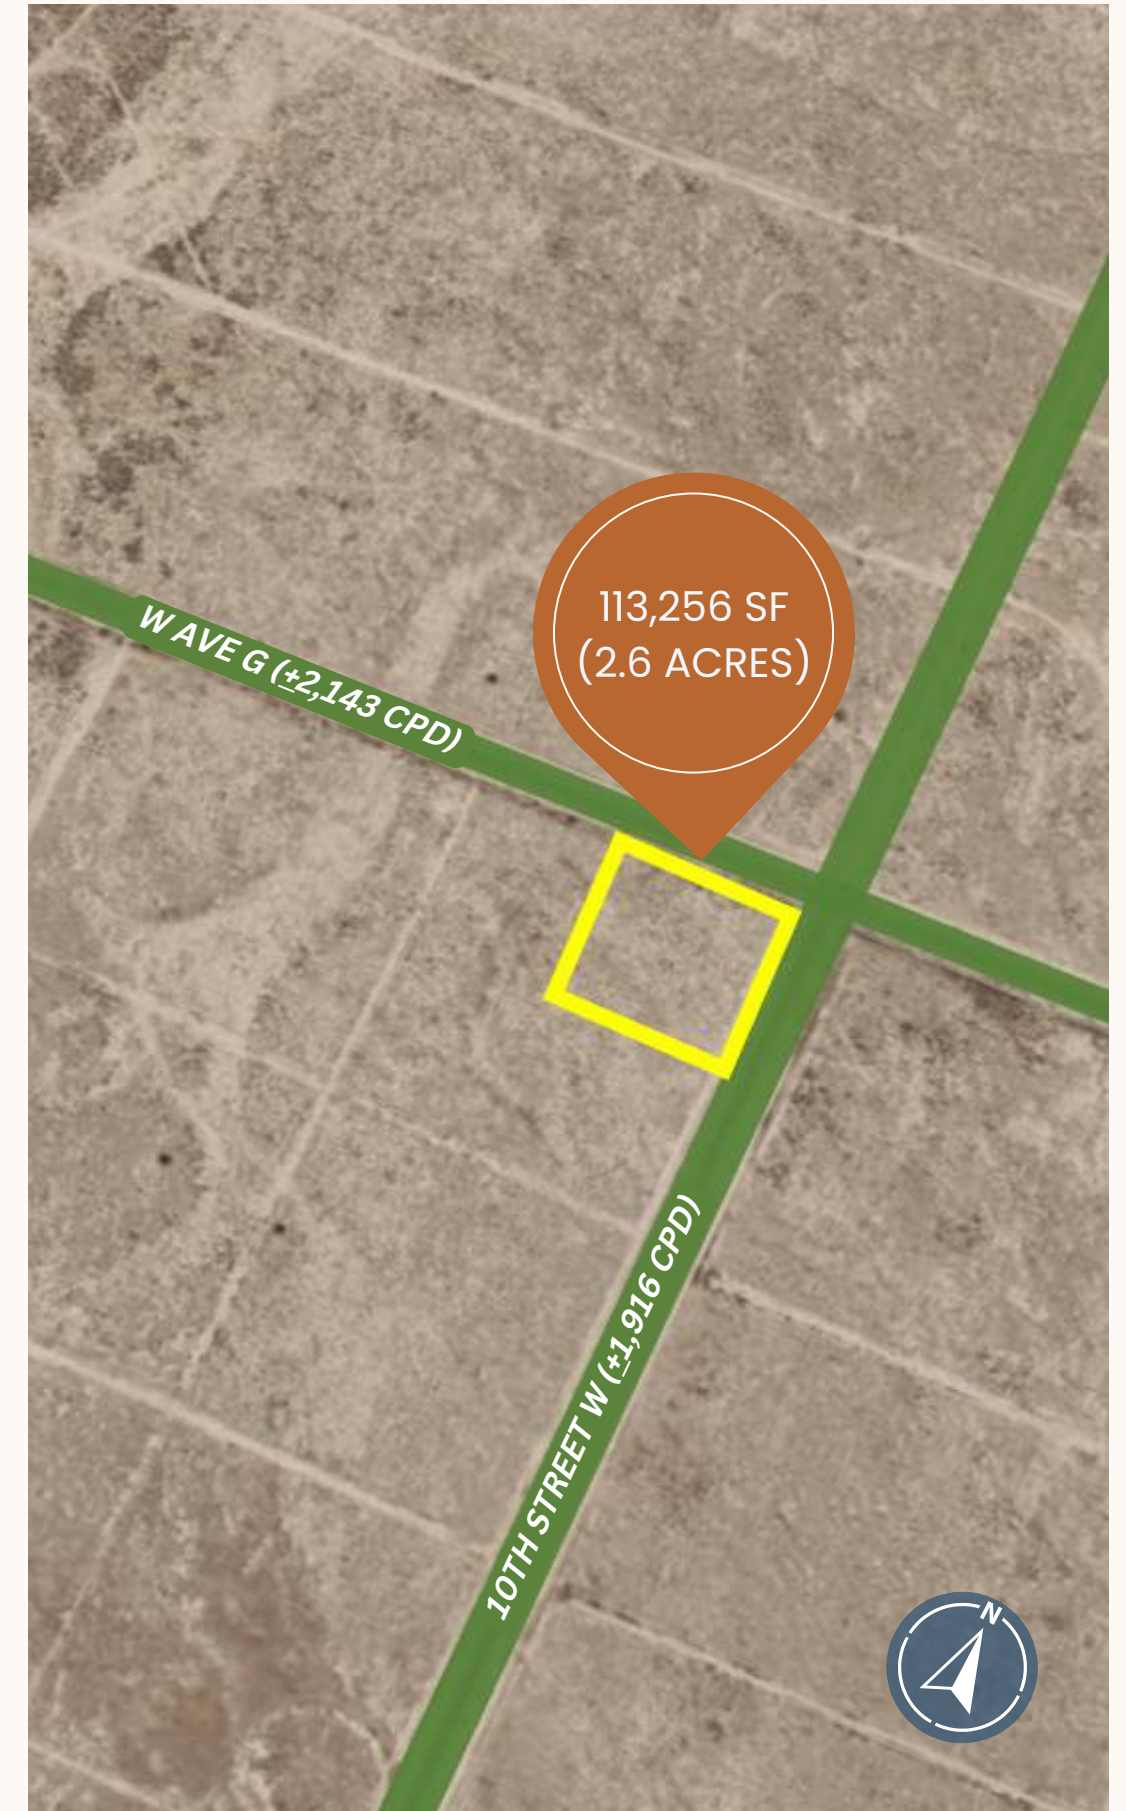 113,256 SF
(2.6 ACRES)
W AVE G (±2,143 CPD)
10TH STREET W (±1,916 CPD)
N